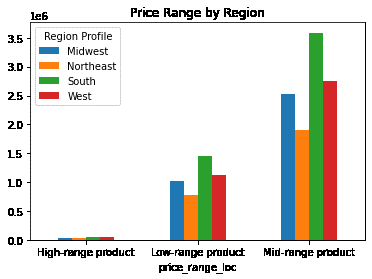 Price Range by Region
1e6
Region Profile
Midwest
Northeast
South
West
3.5
3.0
2.5
2.0
1.5
1.0
0.5
0.0
High-range product
Low-range product
Mid-range product
price_range_loc